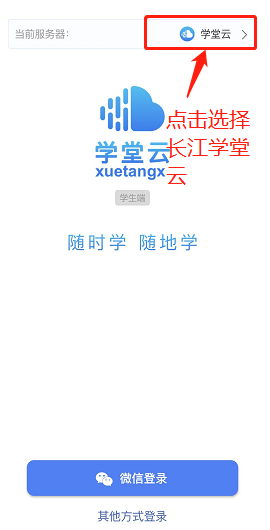 当前服务器：
学堂云
学堂云
xuetangx
点击选择
长江学堂
云
学生端
随时学 随地学
微信登录
其他方式登录